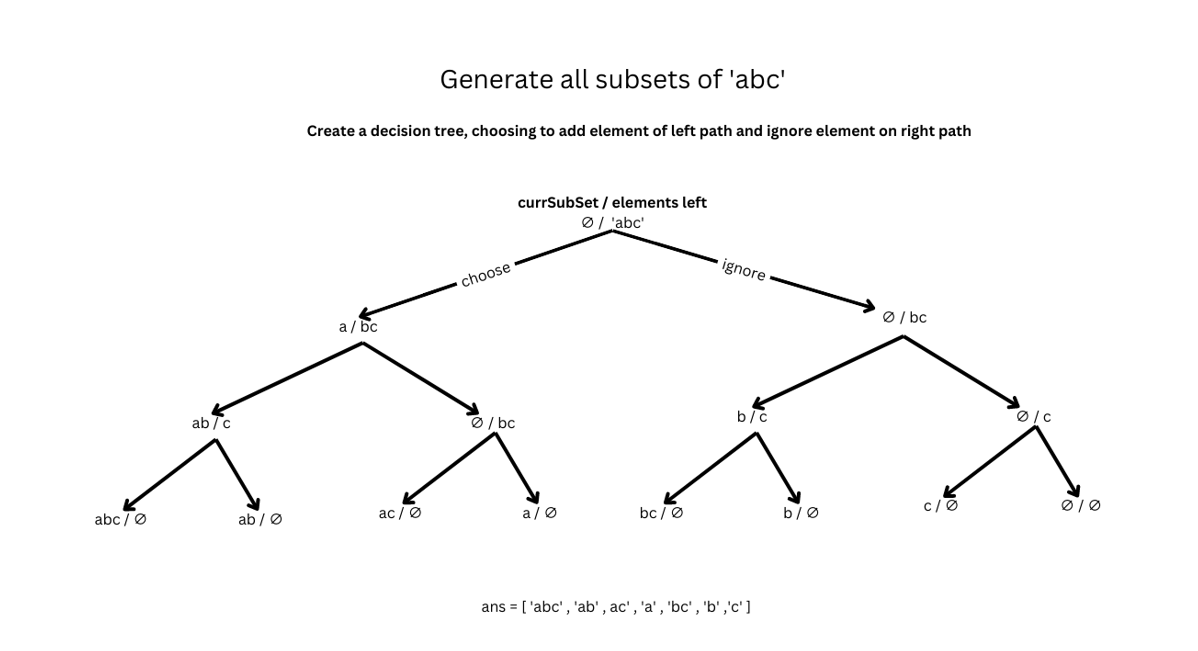 Generate all subsets of 'abc'
Create a decision tree, choosing to add element of left path and ignore element on right path
currSubSet / elements left
∅ / 'abc'
choose
ignore
a / bc
∅ / bc
ab / c
∅ / bc
b / c
∅ / c
abc / ∅
ab / ∅
ac / ∅
a / ∅
bc / ∅
b / ∅
c / ∅
∅ / ∅
ans = [ 'abc' , 'ab' , ac' , 'a' , 'bc' , 'b' ,'c' ]